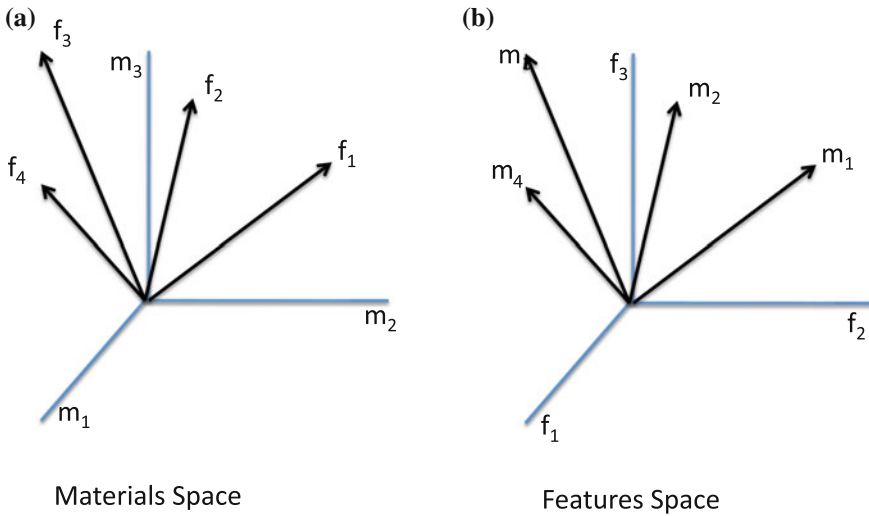 (a)
f₃
m₃
f₂
f₁
f₄
m₂
m₁
Materials Space
(b)
m
f₃
m₂
m₁
m₄
f₂
f₁
Features Space